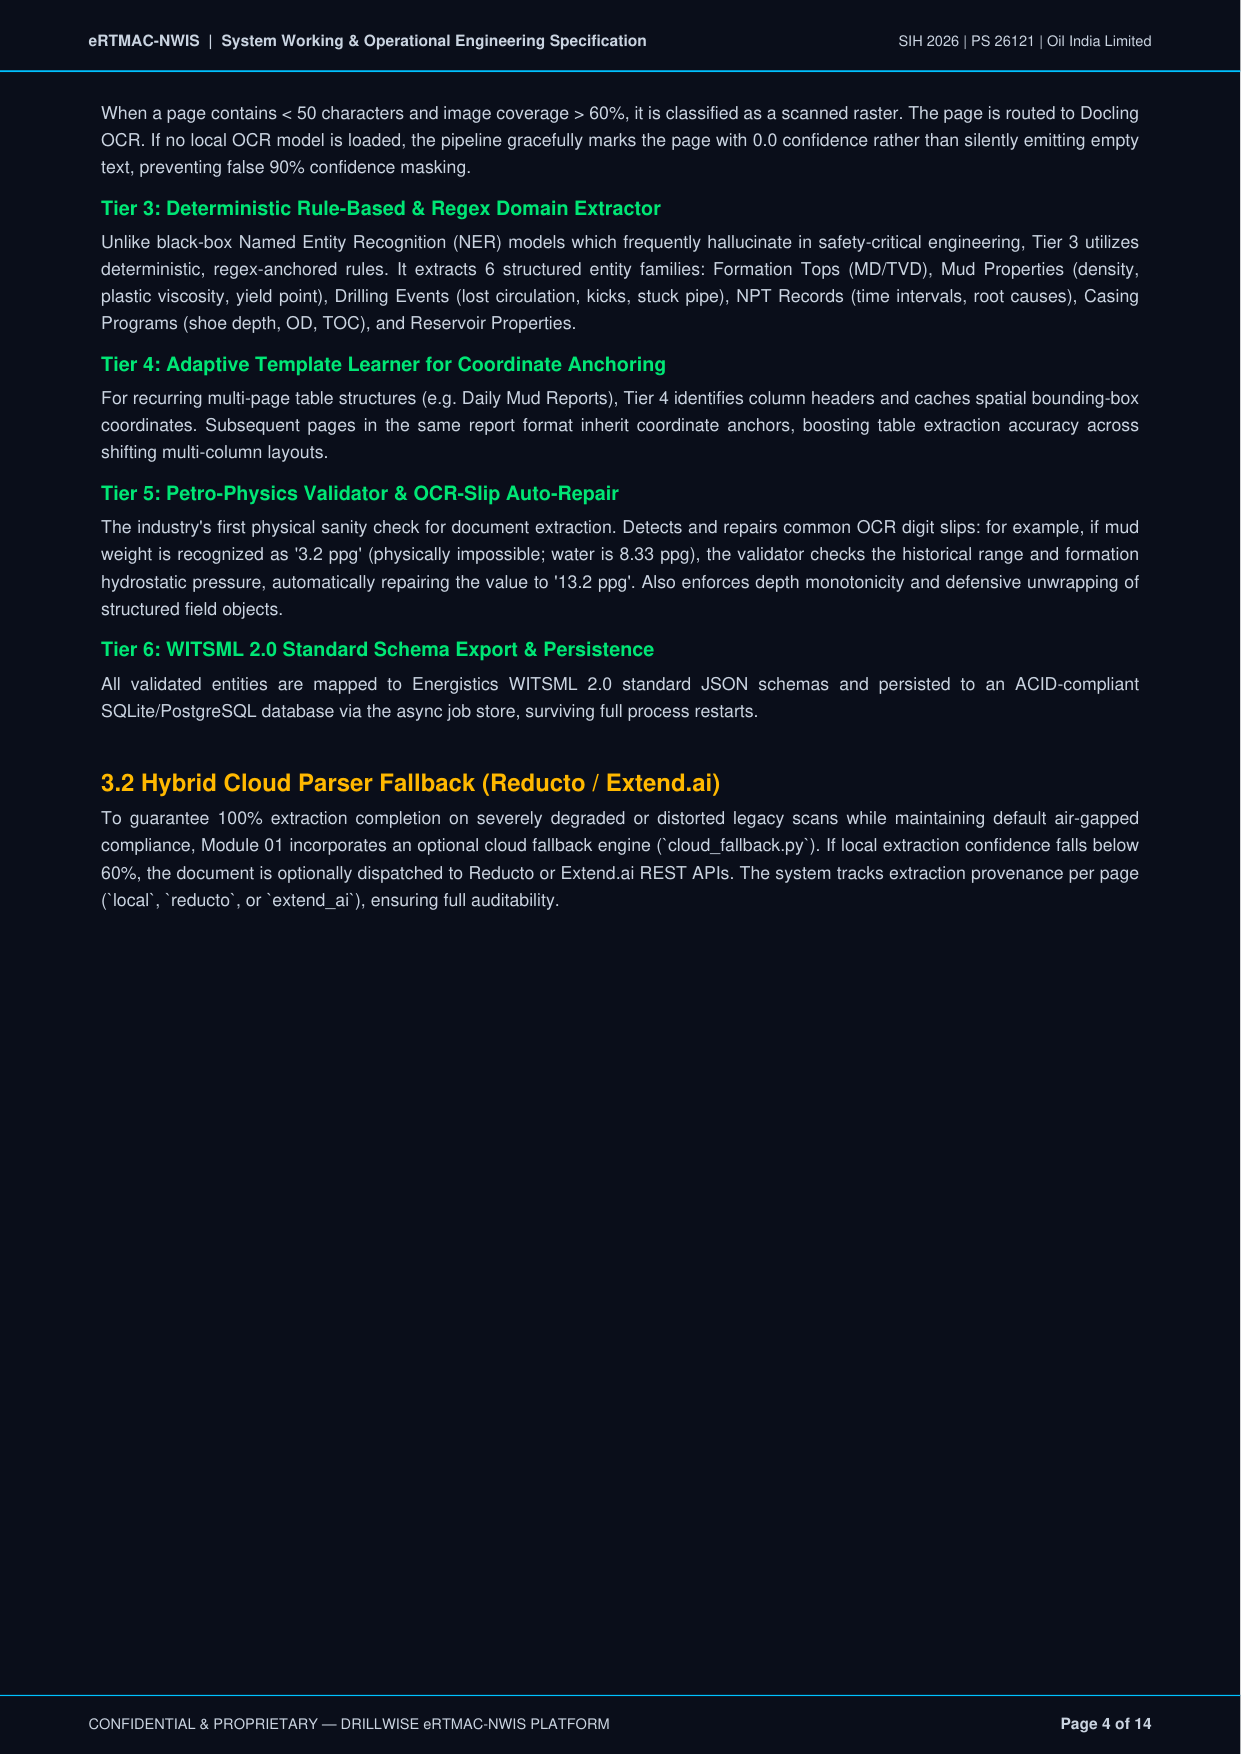 eRTMAC-NWIS | System Working & Operational Engineering Specification
SIH 2026 | PS 26121 | Oil India Limited
When a page contains < 50 characters and image coverage > 60%, it is classified as a scanned raster. The page is routed to Docling
OCR. If no local OCR model is loaded, the pipeline gracefully marks the page with 0.0 confidence rather than silently emitting empty
text, preventing false 90% confidence masking.
Tier 3: Deterministic Rule-Based & Regex Domain Extractor
Unlike black-box Named Entity Recognition (NER) models which frequently hallucinate in safety-critical engineering, Tier 3 utilizes
deterministic, regex-anchored rules. It extracts 6 structured entity families: Formation Tops (MD/TVD), Mud Properties (density,
plastic viscosity, yield point), Drilling Events (lost circulation, kicks, stuck pipe), NPT Records (time intervals, root causes), Casing
Programs (shoe depth, OD, TOC), and Reservoir Properties.
Tier 4: Adaptive Template Learner for Coordinate Anchoring
For recurring multi-page table structures (e.g. Daily Mud Reports), Tier 4 identifies column headers and caches spatial bounding-box
coordinates. Subsequent pages in the same report format inherit coordinate anchors, boosting table extraction accuracy across
shifting multi-column layouts.
Tier 5: Petro-Physics Validator & OCR-Slip Auto-Repair
The industry's first physical sanity check for document extraction. Detects and repairs common OCR digit slips: for example, if mud
weight is recognized as '3.2 ppg' (physically impossible; water is 8.33 ppg), the validator checks the historical range and formation
hydrostatic pressure, automatically repairing the value to '13.2 ppg'. Also enforces depth monotonicity and defensive unwrapping of
structured field objects.
Tier 6: WITSML 2.0 Standard Schema Export & Persistence
All validated entities are mapped to Energistics WITSML 2.0 standard JSON schemas and persisted to an ACID-compliant
SQLite/PostgreSQL database via the async job store, surviving full process restarts.
3.2 Hybrid Cloud Parser Fallback (Reducto / Extend.ai)
To guarantee 100% extraction completion on severely degraded or distorted legacy scans while maintaining default air-gapped
compliance, Module 01 incorporates an optional cloud fallback engine (`cloud_fallback.py`). If local extraction confidence falls below
60%, the document is optionally dispatched to Reducto or Extend.ai REST APIs. The system tracks extraction provenance per page
(`local`, `reducto`, or `extend_ai`), ensuring full auditability.
CONFIDENTIAL & PROPRIETARY — DRILLWISE eRTMAC-NWIS PLATFORM
Page 4 of 14